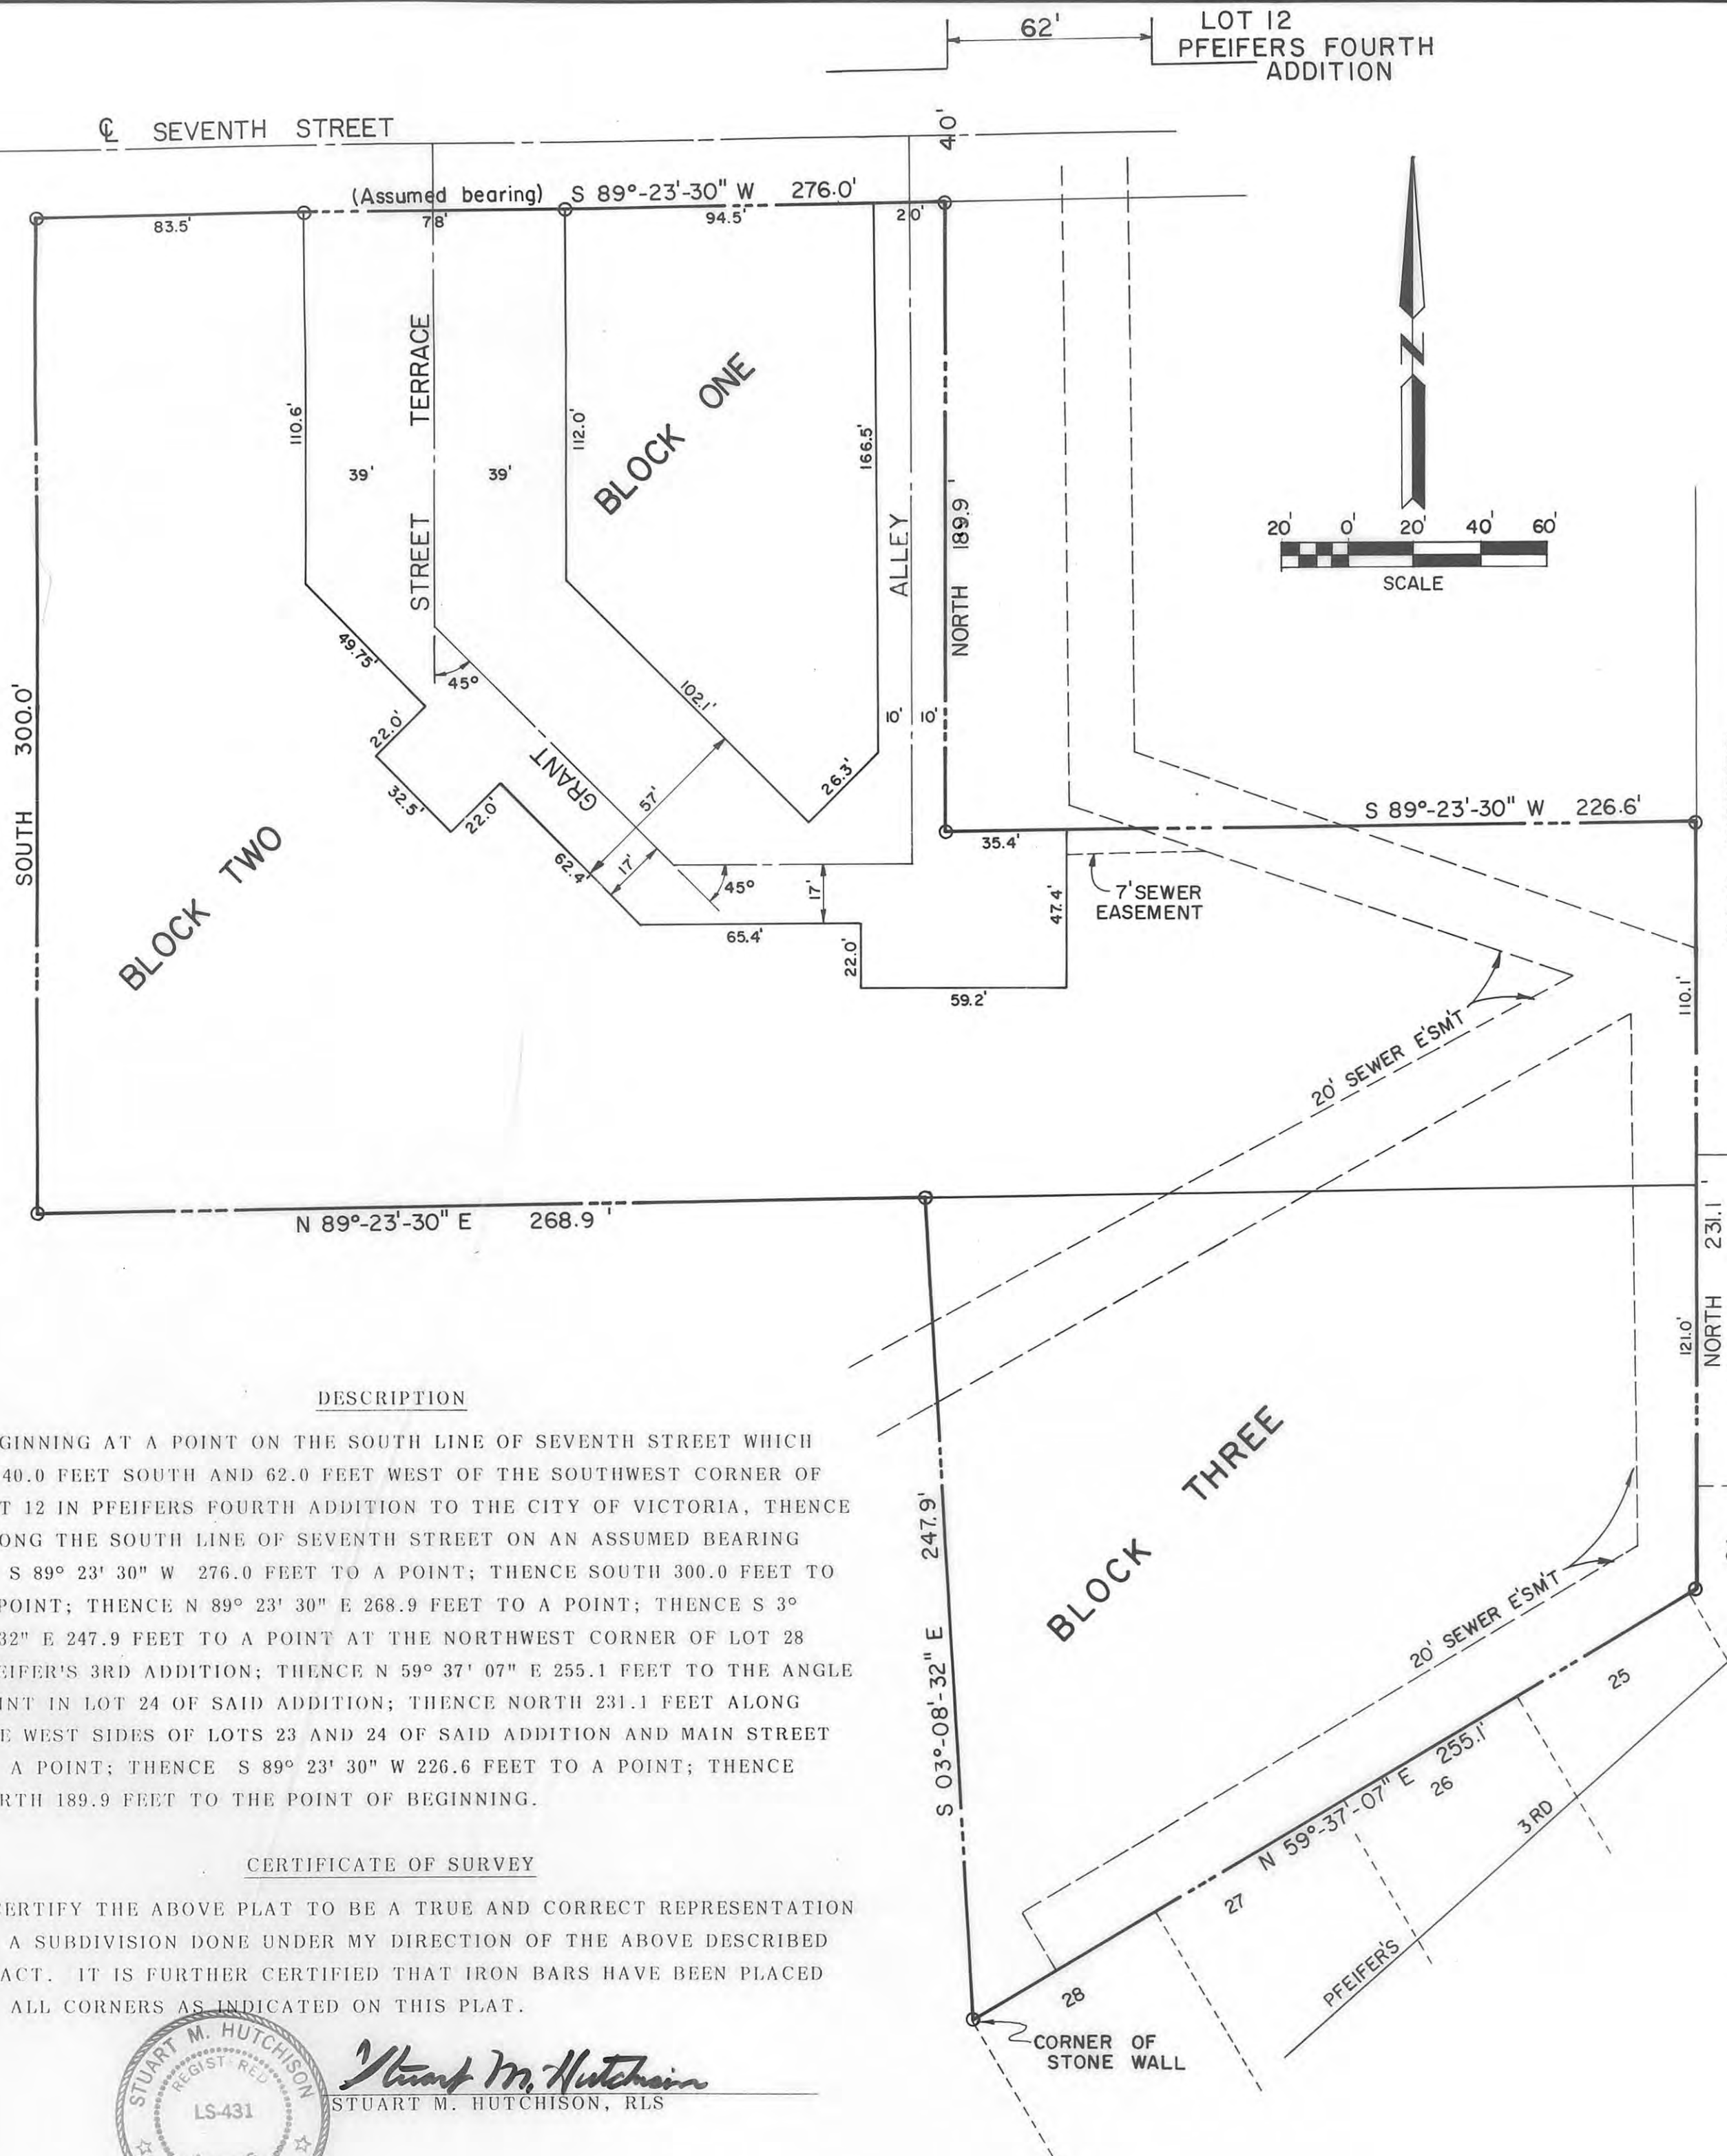 62'
LOT 12
PFEIFERS FOURTH
ADDITION
℄ SEVENTH STREET
40'
(Assumed bearing) S 89°-23'-30" W 276.0'
83.5'
78'
94.5'
20'
STREET TERRACE
GRANT
110.6'
39'
39'
112.0'
BLOCK ONE
166.5'
ALLEY
NORTH 189.9'
20' 0' 20' 40' 60'
SCALE
49.75'
45°
102.1'
10'
10'
22.0'
32.5'
22.0'
57'
26.3'
62.4'
17'
45°
17'
65.4'
22.0'
59.2'
35.4'
47.4'
S 89°-23'-30" W 226.6'
7' SEWER
EASEMENT
SOUTH 300.0'
BLOCK TWO
20' SEWER E'SM'T
110.1'
N 89°-23'-30" E 268.9'
NORTH 231.1
121.0'
BLOCK THREE
S 03°-08'-32" E 247.9'
20' SEWER E'SM'T
N 59°-37'-07" E 255.1'
25
26
27
28
PFEIFER'S 3RD
CORNER OF
STONE WALL
DESCRIPTION
GINNING AT A POINT ON THE SOUTH LINE OF SEVENTH STREET WHICH
40.0 FEET SOUTH AND 62.0 FEET WEST OF THE SOUTHWEST CORNER OF
T 12 IN PFEIFERS FOURTH ADDITION TO THE CITY OF VICTORIA, THENCE
ONG THE SOUTH LINE OF SEVENTH STREET ON AN ASSUMED BEARING
S 89° 23' 30" W 276.0 FEET TO A POINT; THENCE SOUTH 300.0 FEET TO
POINT; THENCE N 89° 23' 30" E 268.9 FEET TO A POINT; THENCE S 3°
32" E 247.9 FEET TO A POINT AT THE NORTHWEST CORNER OF LOT 28
EIFER'S 3RD ADDITION; THENCE N 59° 37' 07" E 255.1 FEET TO THE ANGLE
INT IN LOT 24 OF SAID ADDITION; THENCE NORTH 231.1 FEET ALONG
E WEST SIDES OF LOTS 23 AND 24 OF SAID ADDITION AND MAIN STREET
A POINT; THENCE S 89° 23' 30" W 226.6 FEET TO A POINT; THENCE
RTH 189.9 FEET TO THE POINT OF BEGINNING.
CERTIFICATE OF SURVEY
CERTIFY THE ABOVE PLAT TO BE A TRUE AND CORRECT REPRESENTATION
A SUBDIVISION DONE UNDER MY DIRECTION OF THE ABOVE DESCRIBED
ACT. IT IS FURTHER CERTIFIED THAT IRON BARS HAVE BEEN PLACED
ALL CORNERS AS INDICATED ON THIS PLAT.
Stuart M. Hutchison
STUART M. HUTCHISON, RLS
STUART M. HUTCHISON
REGISTERED
LS-431